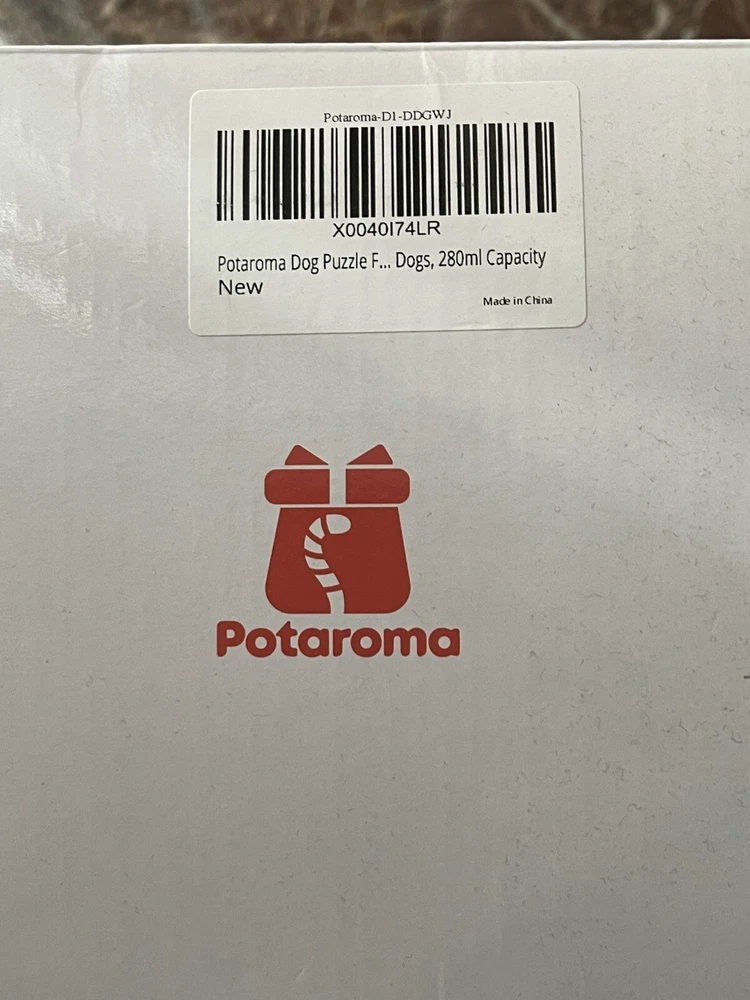 Potaroma-D1-DDGWJ
X0040I74LR
Potaroma Dog Puzzle F... Dogs, 280ml Capacity
New
Made in China
Potaroma